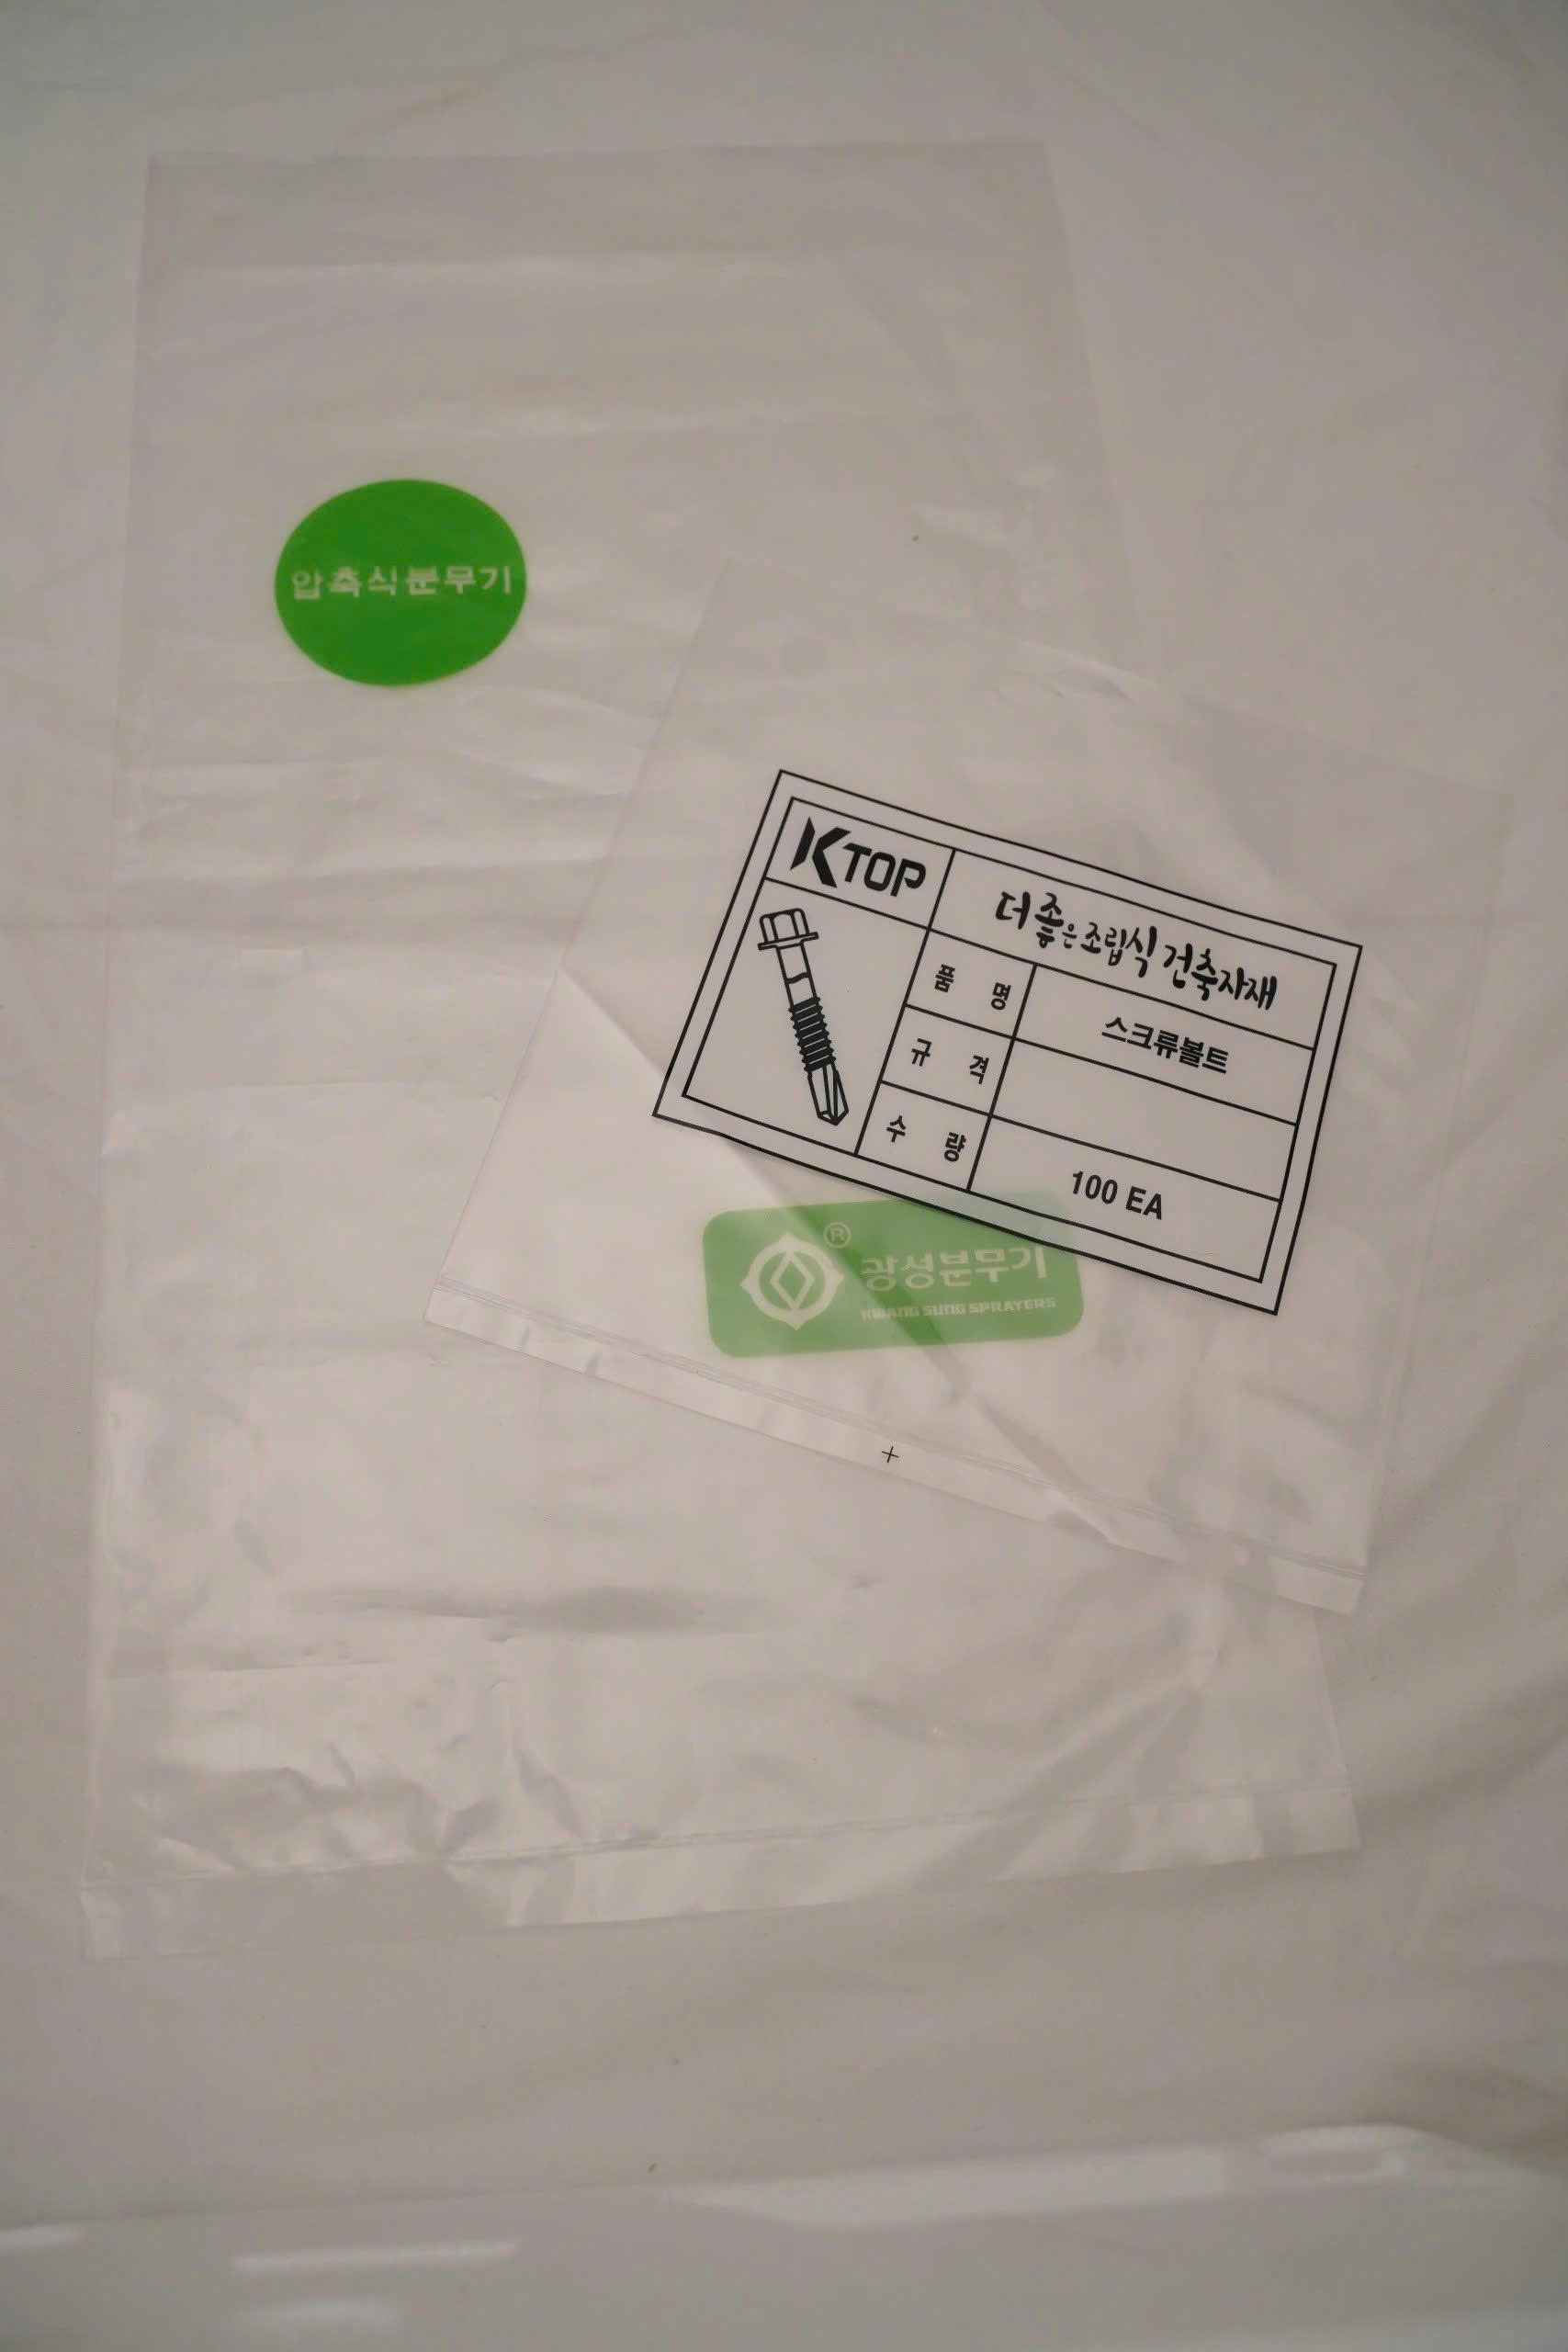 압축식분무기
KTOP
더 좋은 조립식 건축자재
품 명
스크류볼트
규 격
수 량
100 EA
®
광성분무기
KWANG SUNG SPRAYERS